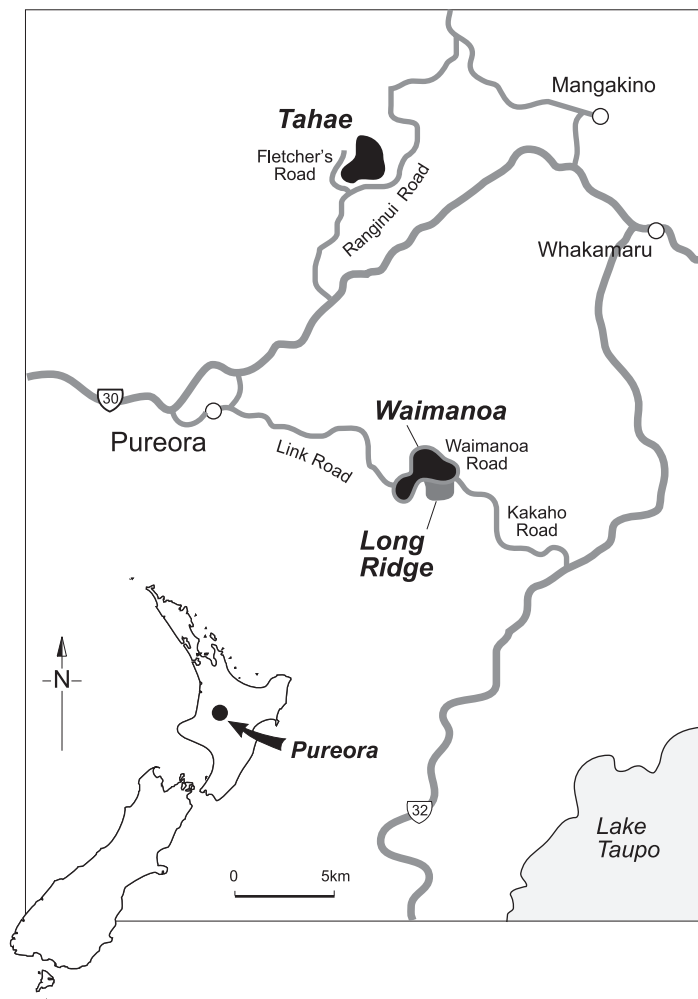 Mangakino
Tahae
Fletcher's
Road
Ranginui Road
Whakamaru
30
Waimanoa
Pureora
Link Road
Waimanoa
Road
Kakaho
Road
Long
Ridge
N
Pureora
32
Lake
Taupo
0 5km